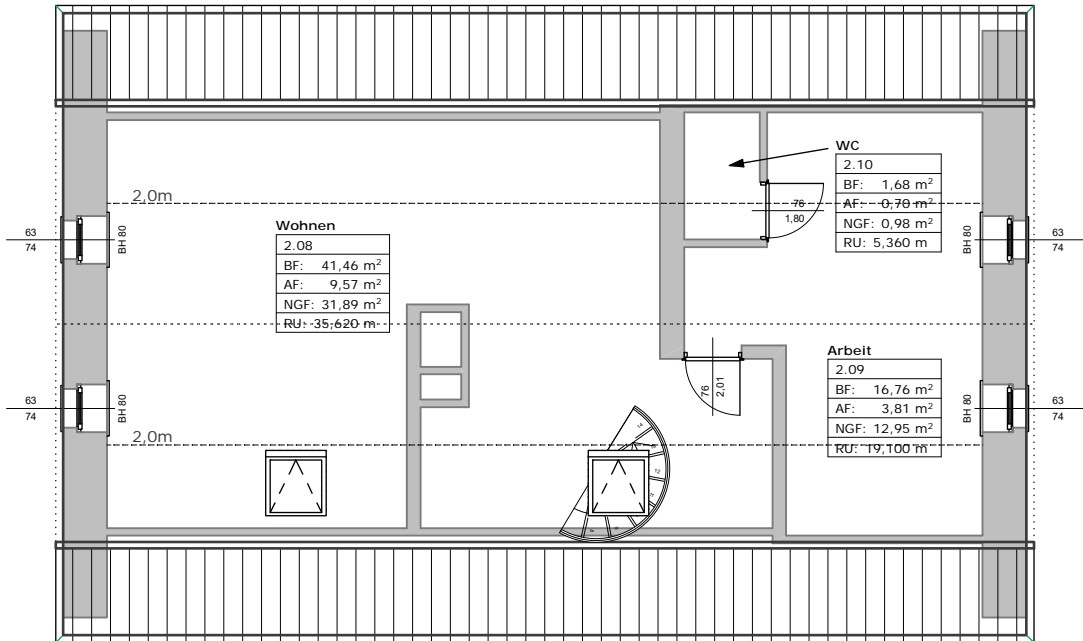 WC
2.10
BF: 1,68 m²
AF: 0,70 m²
NGF: 0,98 m²
RU: 5,360 m
76
1,80
2,0m
Wohnen
2.08
BF: 41,46 m²
AF: 9,57 m²
NGF: 31,89 m²
RU: 35,620 m
63
74
BH 80
63
74
BH 80
Arbeit
2.09
BF: 16,76 m²
AF: 3,81 m²
NGF: 12,95 m²
RU: 19,100 m
76
2,01
63
74
BH 80
63
74
BH 80
2,0m
14
12